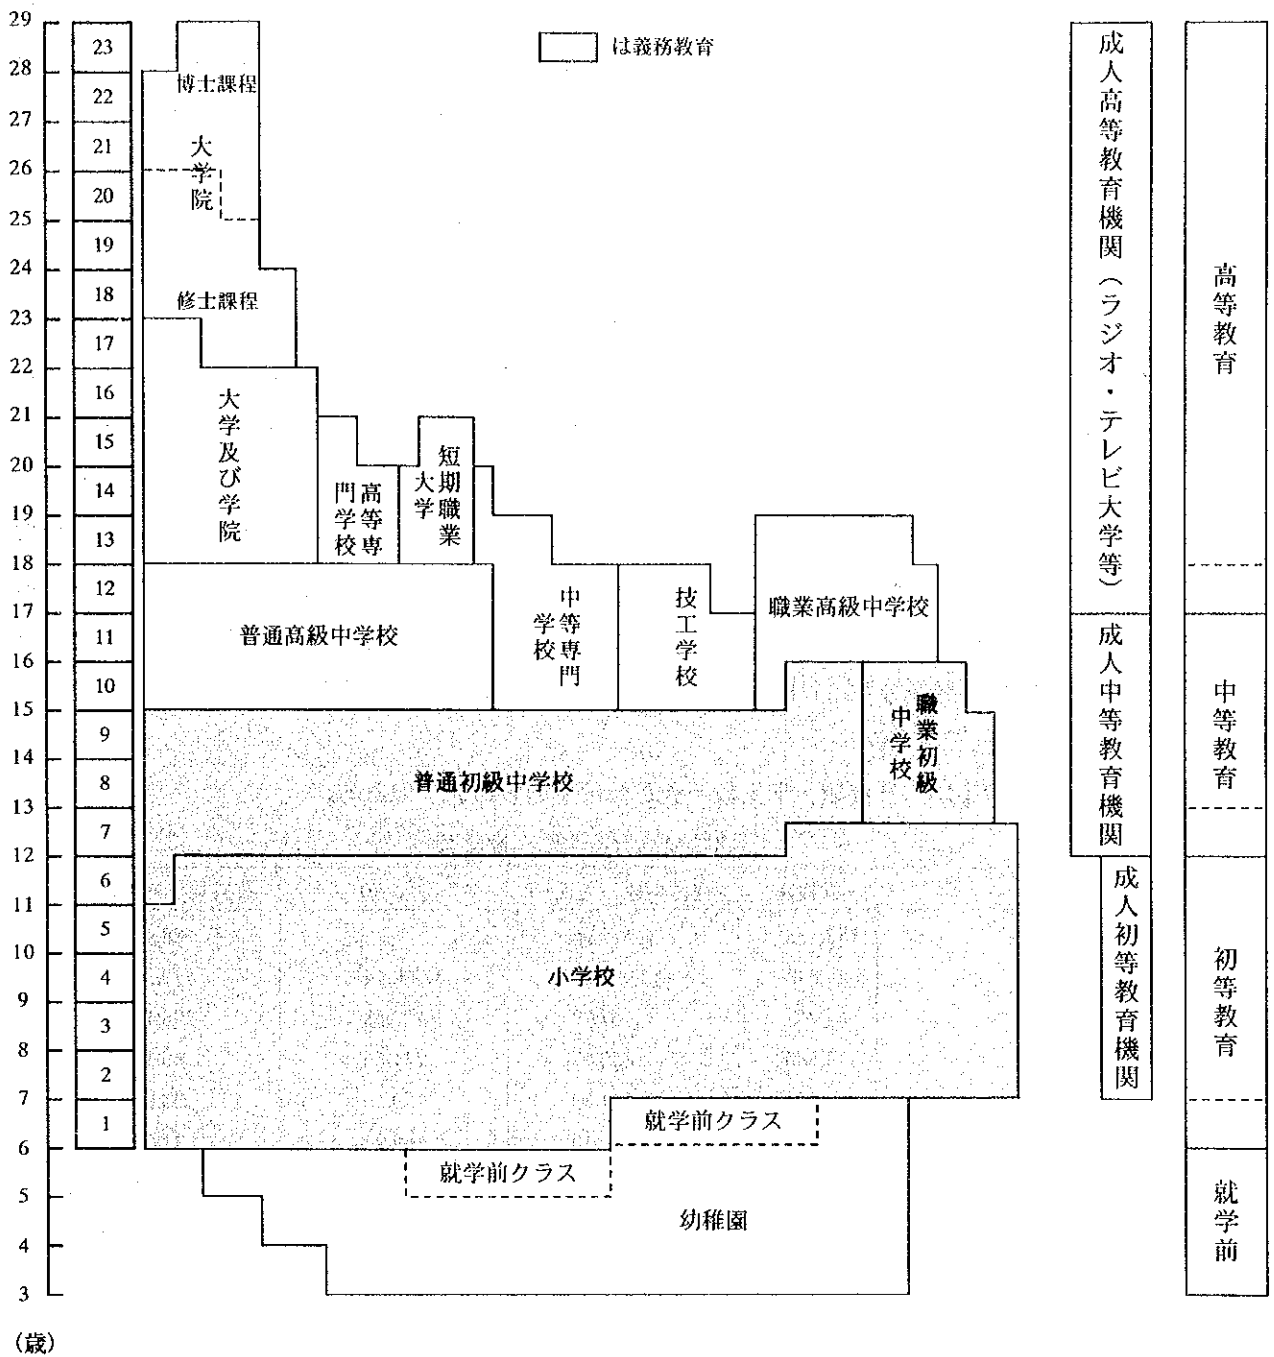 29
28
27
26
25
24
23
22
21
20
19
18
17
16
15
14
13
12
11
10
9
8
7
6
5
4
3
(歳)
23
22
21
20
19
18
17
16
15
14
13
12
11
10
9
8
7
6
5
4
3
2
1
は義務教育
博士課程
大学院
修士課程
大学及び学院
高等専
門学校
短期職業
大学
普通高級中学校
中等専門
学校
技工学校
職業高級中学校
普通初級中学校
職業初級
中学校
小学校
就学前クラス
就学前クラス
幼稚園
成人高等教育機関(ラジオ・テレビ大学等)
成人中等教育機関
成人初等教育機関
高等教育
中等教育
初等教育
就学前